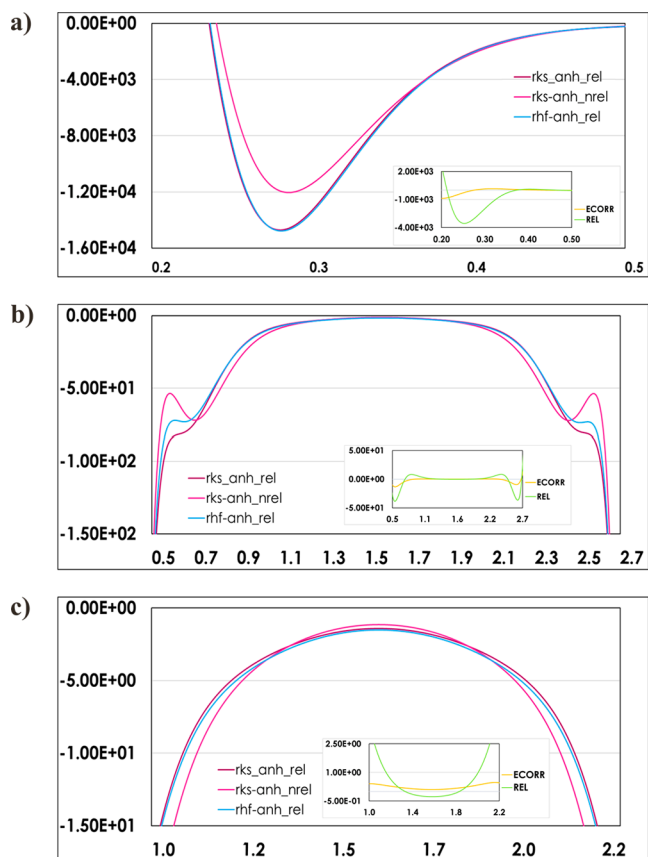 a)
0.00E+00
-4.00E+03
-8.00E+03
-1.20E+04
-1.60E+04
rks_anh_rel
rks-anh_nrel
rhf-anh_rel
2.00E+03
-1.00E+03
-4.00E+03
ECORR
REL
0.20 0.30 0.40 0.50
0.2 0.3 0.4 0.5
b)
0.00E+00
-5.00E+01
-1.00E+02
-1.50E+02
rks_anh_rel
rks-anh_nrel
rhf-anh_rel
5.00E+01
0.00E+00
-5.00E+01
ECORR
REL
0.5 1.1 1.6 2.2 2.7
0.5 0.7 0.9 1.1 1.3 1.5 1.7 1.9 2.1 2.3 2.5 2.7
c)
0.00E+00
-5.00E+00
-1.00E+01
-1.50E+01
rks_anh_rel
rks-anh_nrel
rhf-anh_rel
2.50E+00
1.00E+00
-5.00E-01
ECORR
REL
1.0 1.4 1.8 2.2
1.0 1.2 1.5 1.7 2.0 2.2